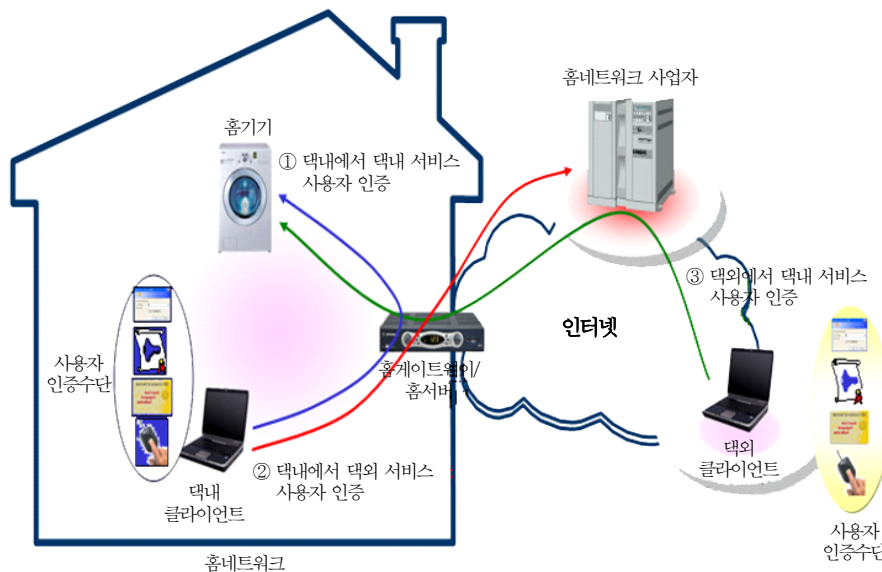 홈네트워크 사업자
홈기기
① 댁내에서 댁내 서비스
사용자 인증
③ 댁외에서 댁내 서비스
사용자 인증
인터넷
홈게이트웨이/
홈서버
사용자
인증수단
② 댁내에서 댁외 서비스
사용자 인증
댁내
클라이언트
댁외
클라이언트
사용자
인증수단
홈네트워크